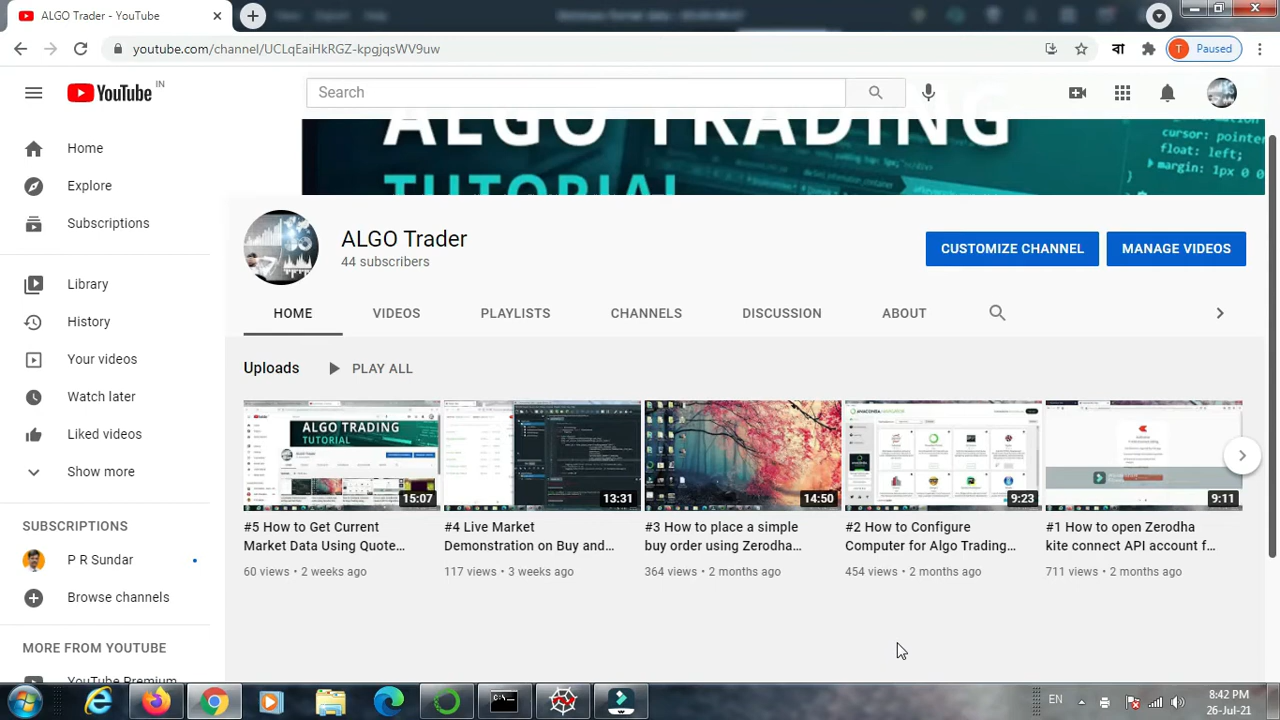 ALGO Trader - YouTube
youtube.com/channel/UCLqEaiHkRGZ-kpgjqsWV9uw
বা
T Paused
YouTube IN
Search
ALGO TRADING
TUTORIAL
cursor: pointer
float: left;
margin: 1px 0 0
Home
Explore
Subscriptions
Library
History
Your videos
Watch later
Liked videos
Show more
SUBSCRIPTIONS
P R Sundar
Browse channels
MORE FROM YOUTUBE
YouTube Premium
ALGO Trader
44 subscribers
CUSTOMIZE CHANNEL
MANAGE VIDEOS
HOME VIDEOS PLAYLISTS CHANNELS DISCUSSION ABOUT
Uploads PLAY ALL
ALGO TRADING
TUTORIAL
15:07
13:31
14:50
9:23
9:11
#5 How to Get Current
Market Data Using Quote...
60 views • 2 weeks ago
#4 Live Market
Demonstration on Buy and...
117 views • 3 weeks ago
#3 How to place a simple
buy order using Zerodha...
364 views • 2 months ago
#2 How to Configure
Computer for Algo Trading...
454 views • 2 months ago
#1 How to open Zerodha
kite connect API account f...
711 views • 2 months ago
EN
8:42 PM
26-Jul-21